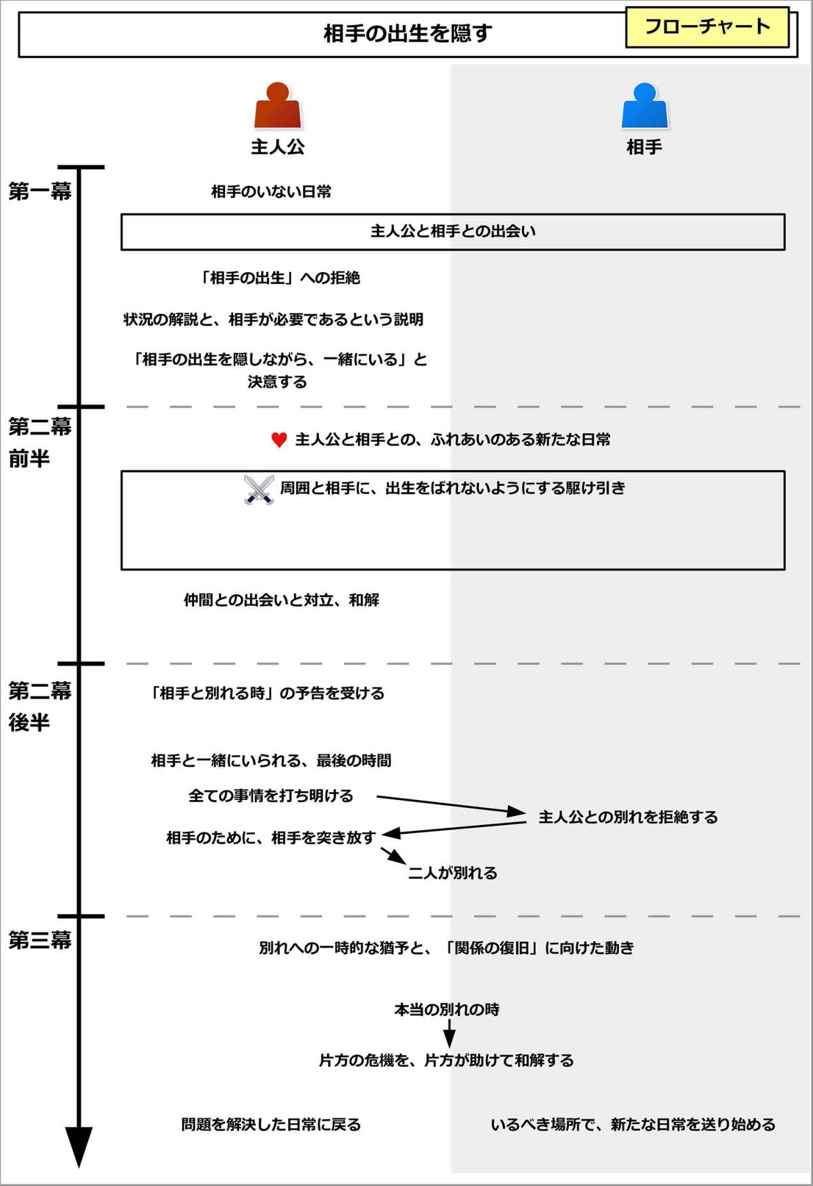 相手の出生を隠す
フローチャート
主人公
相手
第一幕
相手のいない日常
主人公と相手との出会い
「相手の出生」への拒絶
状況の解説と、相手が必要であるという説明
「相手の出生を隠しながら、一緒にいる」と
決意する
第二幕
前半
主人公と相手との、ふれあいのある新たな日常
周囲と相手に、出生をばれないようにする駆け引き
仲間との出会いと対立、和解
第二幕
後半
「相手と別れる時」の予告を受ける
相手と一緒にいられる、最後の時間
全ての事情を打ち明ける
主人公との別れを拒絶する
相手のために、相手を突き放す
二人が別れる
第三幕
別れへの一時的な猶予と、「関係の復旧」に向けた動き
本当の別れの時
片方の危機を、片方が助けて和解する
問題を解決した日常に戻る
いるべき場所で、新たな日常を送り始める